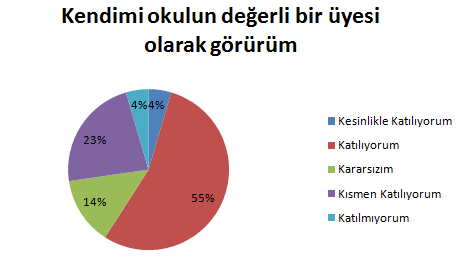 Kendimi okulun değerli bir üyesi
olarak görürüm
4%
4%
23%
14%
55%
Kesinlikle Katılıyorum
Katılıyorum
Kararsızım
Kısmen Katılıyorum
Katılmıyorum